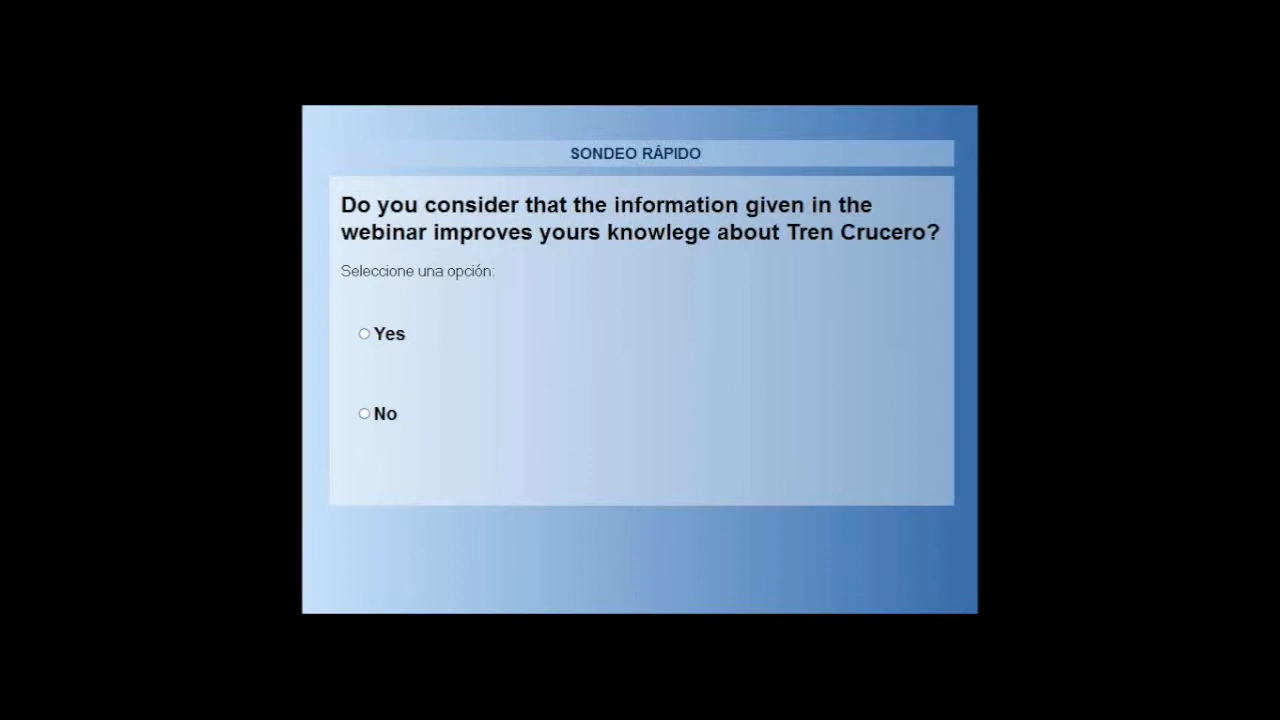 SONDEO RÁPIDO
Do you consider that the information given in the
webinar improves yours knowlege about Tren Crucero?
Seleccione una opción:
Yes
No